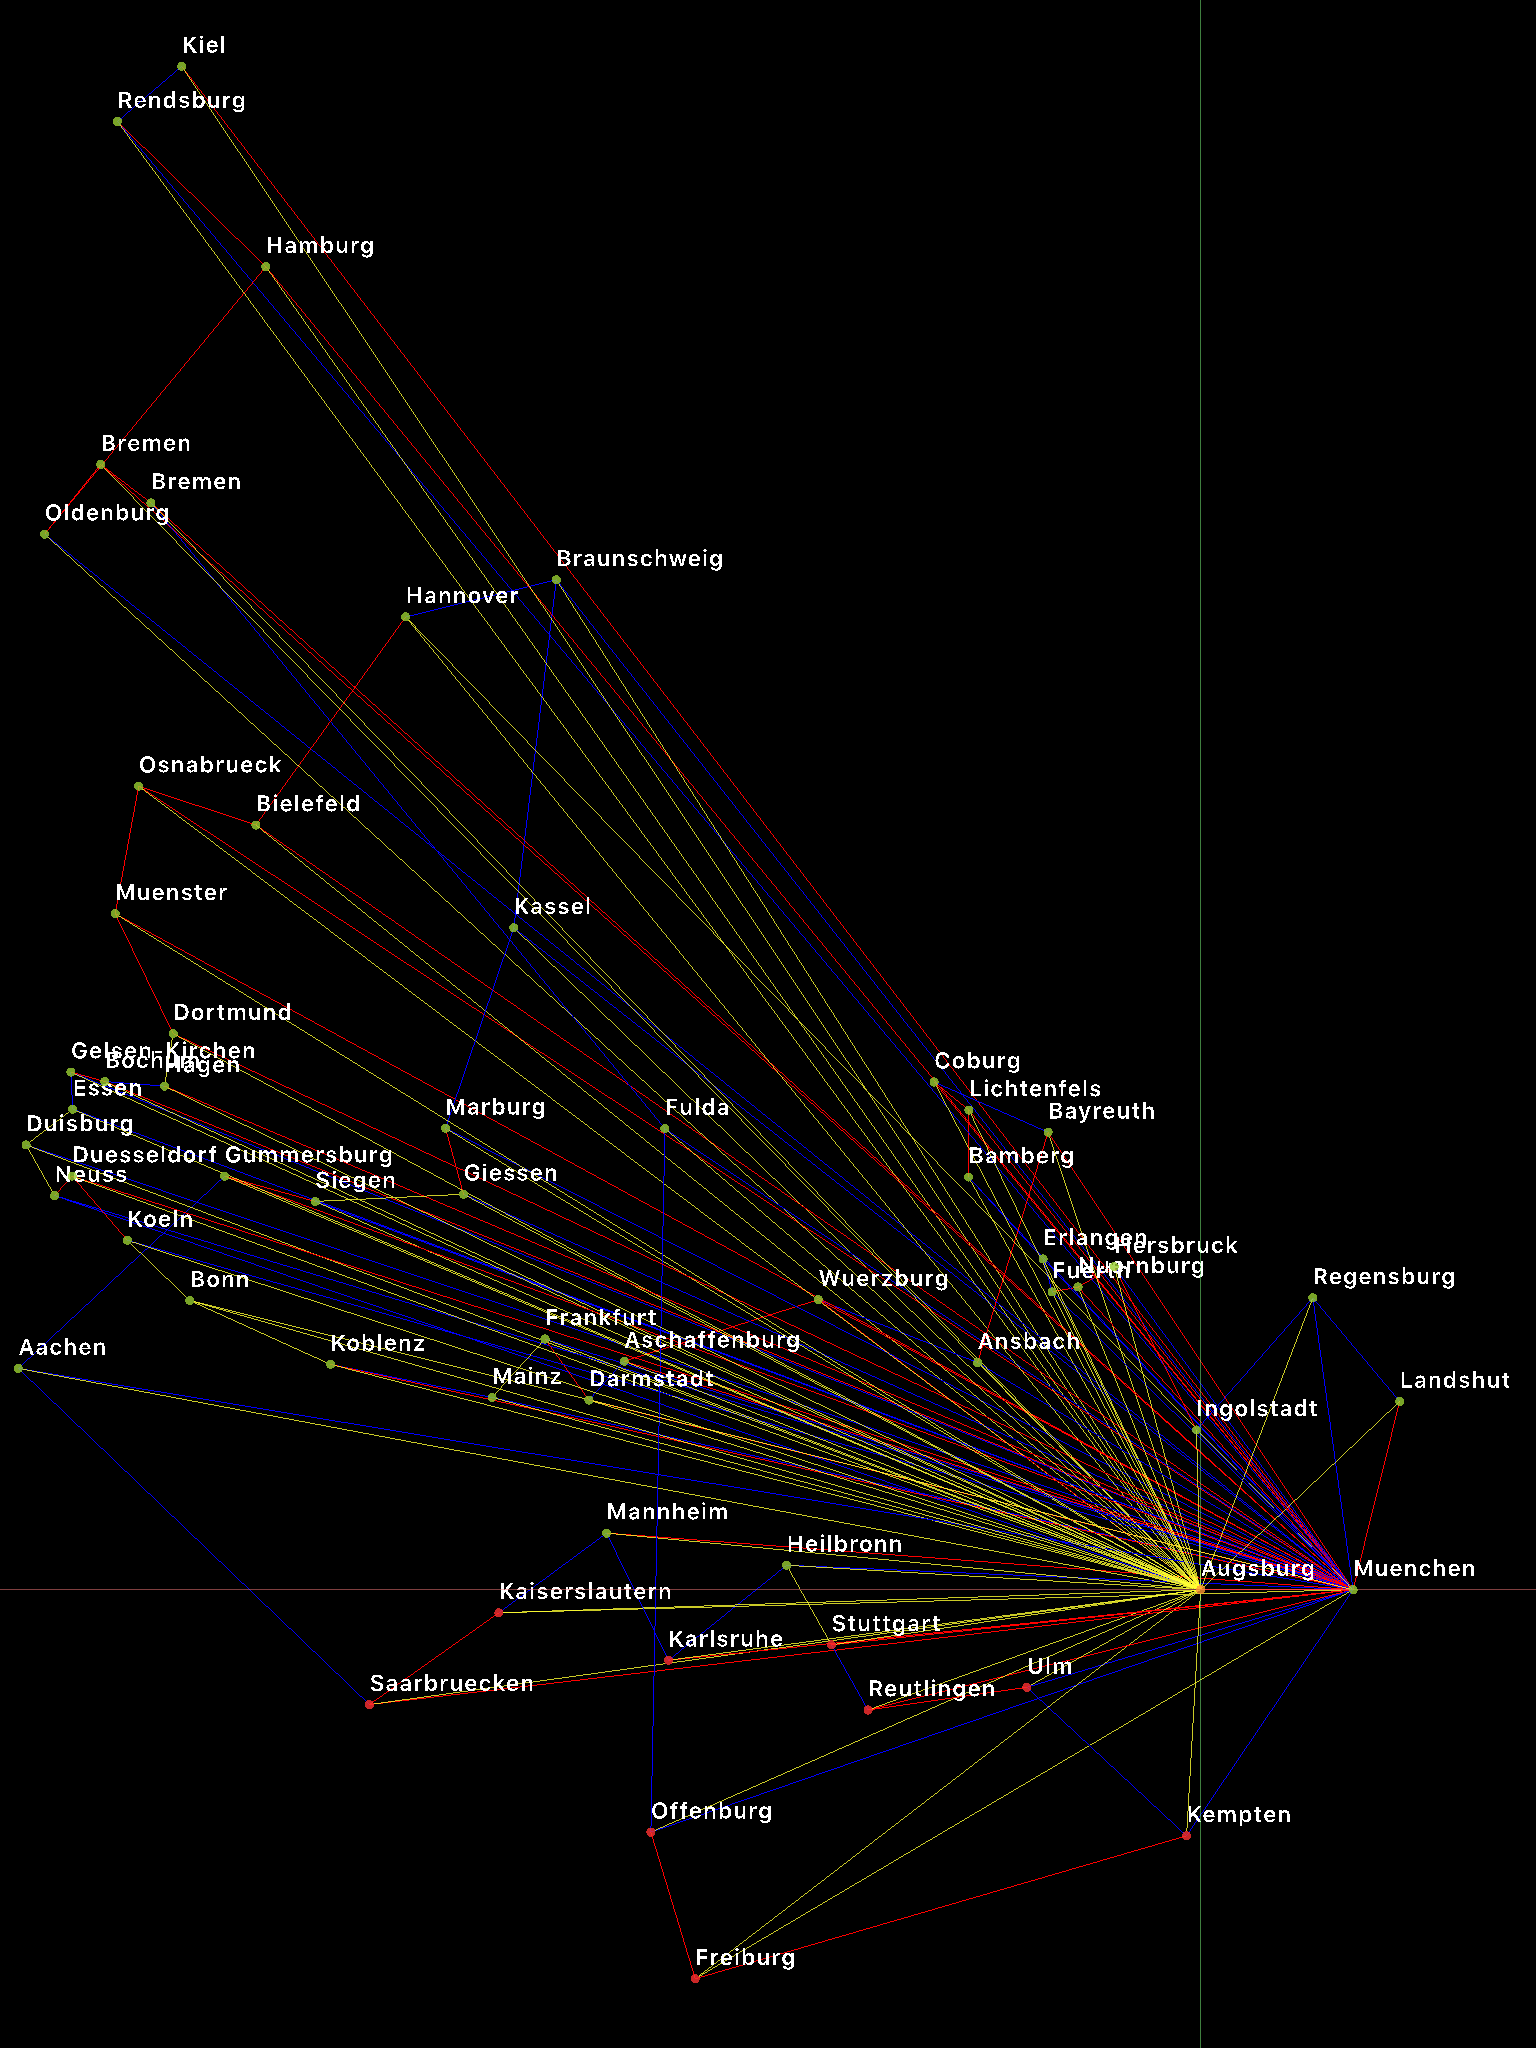 Kiel
Rendsburg
Hamburg
Bremen
Bremen
Oldenburg
Braunschweig
Hannover
Osnabrueck
Bielefeld
Muenster
Kassel
Dortmund
Gelsen-Kirchen
Bochum
Hagen
Essen
Coburg
Lichtenfels
Marburg
Fulda
Bayreuth
Duisburg
Duesseldorf
Gummersburg
Bamberg
Neuss
Siegen
Giessen
Koeln
Erlangen
Hersbruck
Fuerth
Nuernburg
Bonn
Wuerzburg
Regensburg
Frankfurt
Aachen
Koblenz
Aschaffenburg
Ansbach
Mainz
Darmstadt
Landshut
Ingolstadt
Mannheim
Heilbronn
Augsburg
Muenchen
Kaiserslautern
Stuttgart
Karlsruhe
Ulm
Saarbruecken
Reutlingen
Offenburg
Kempten
Freiburg